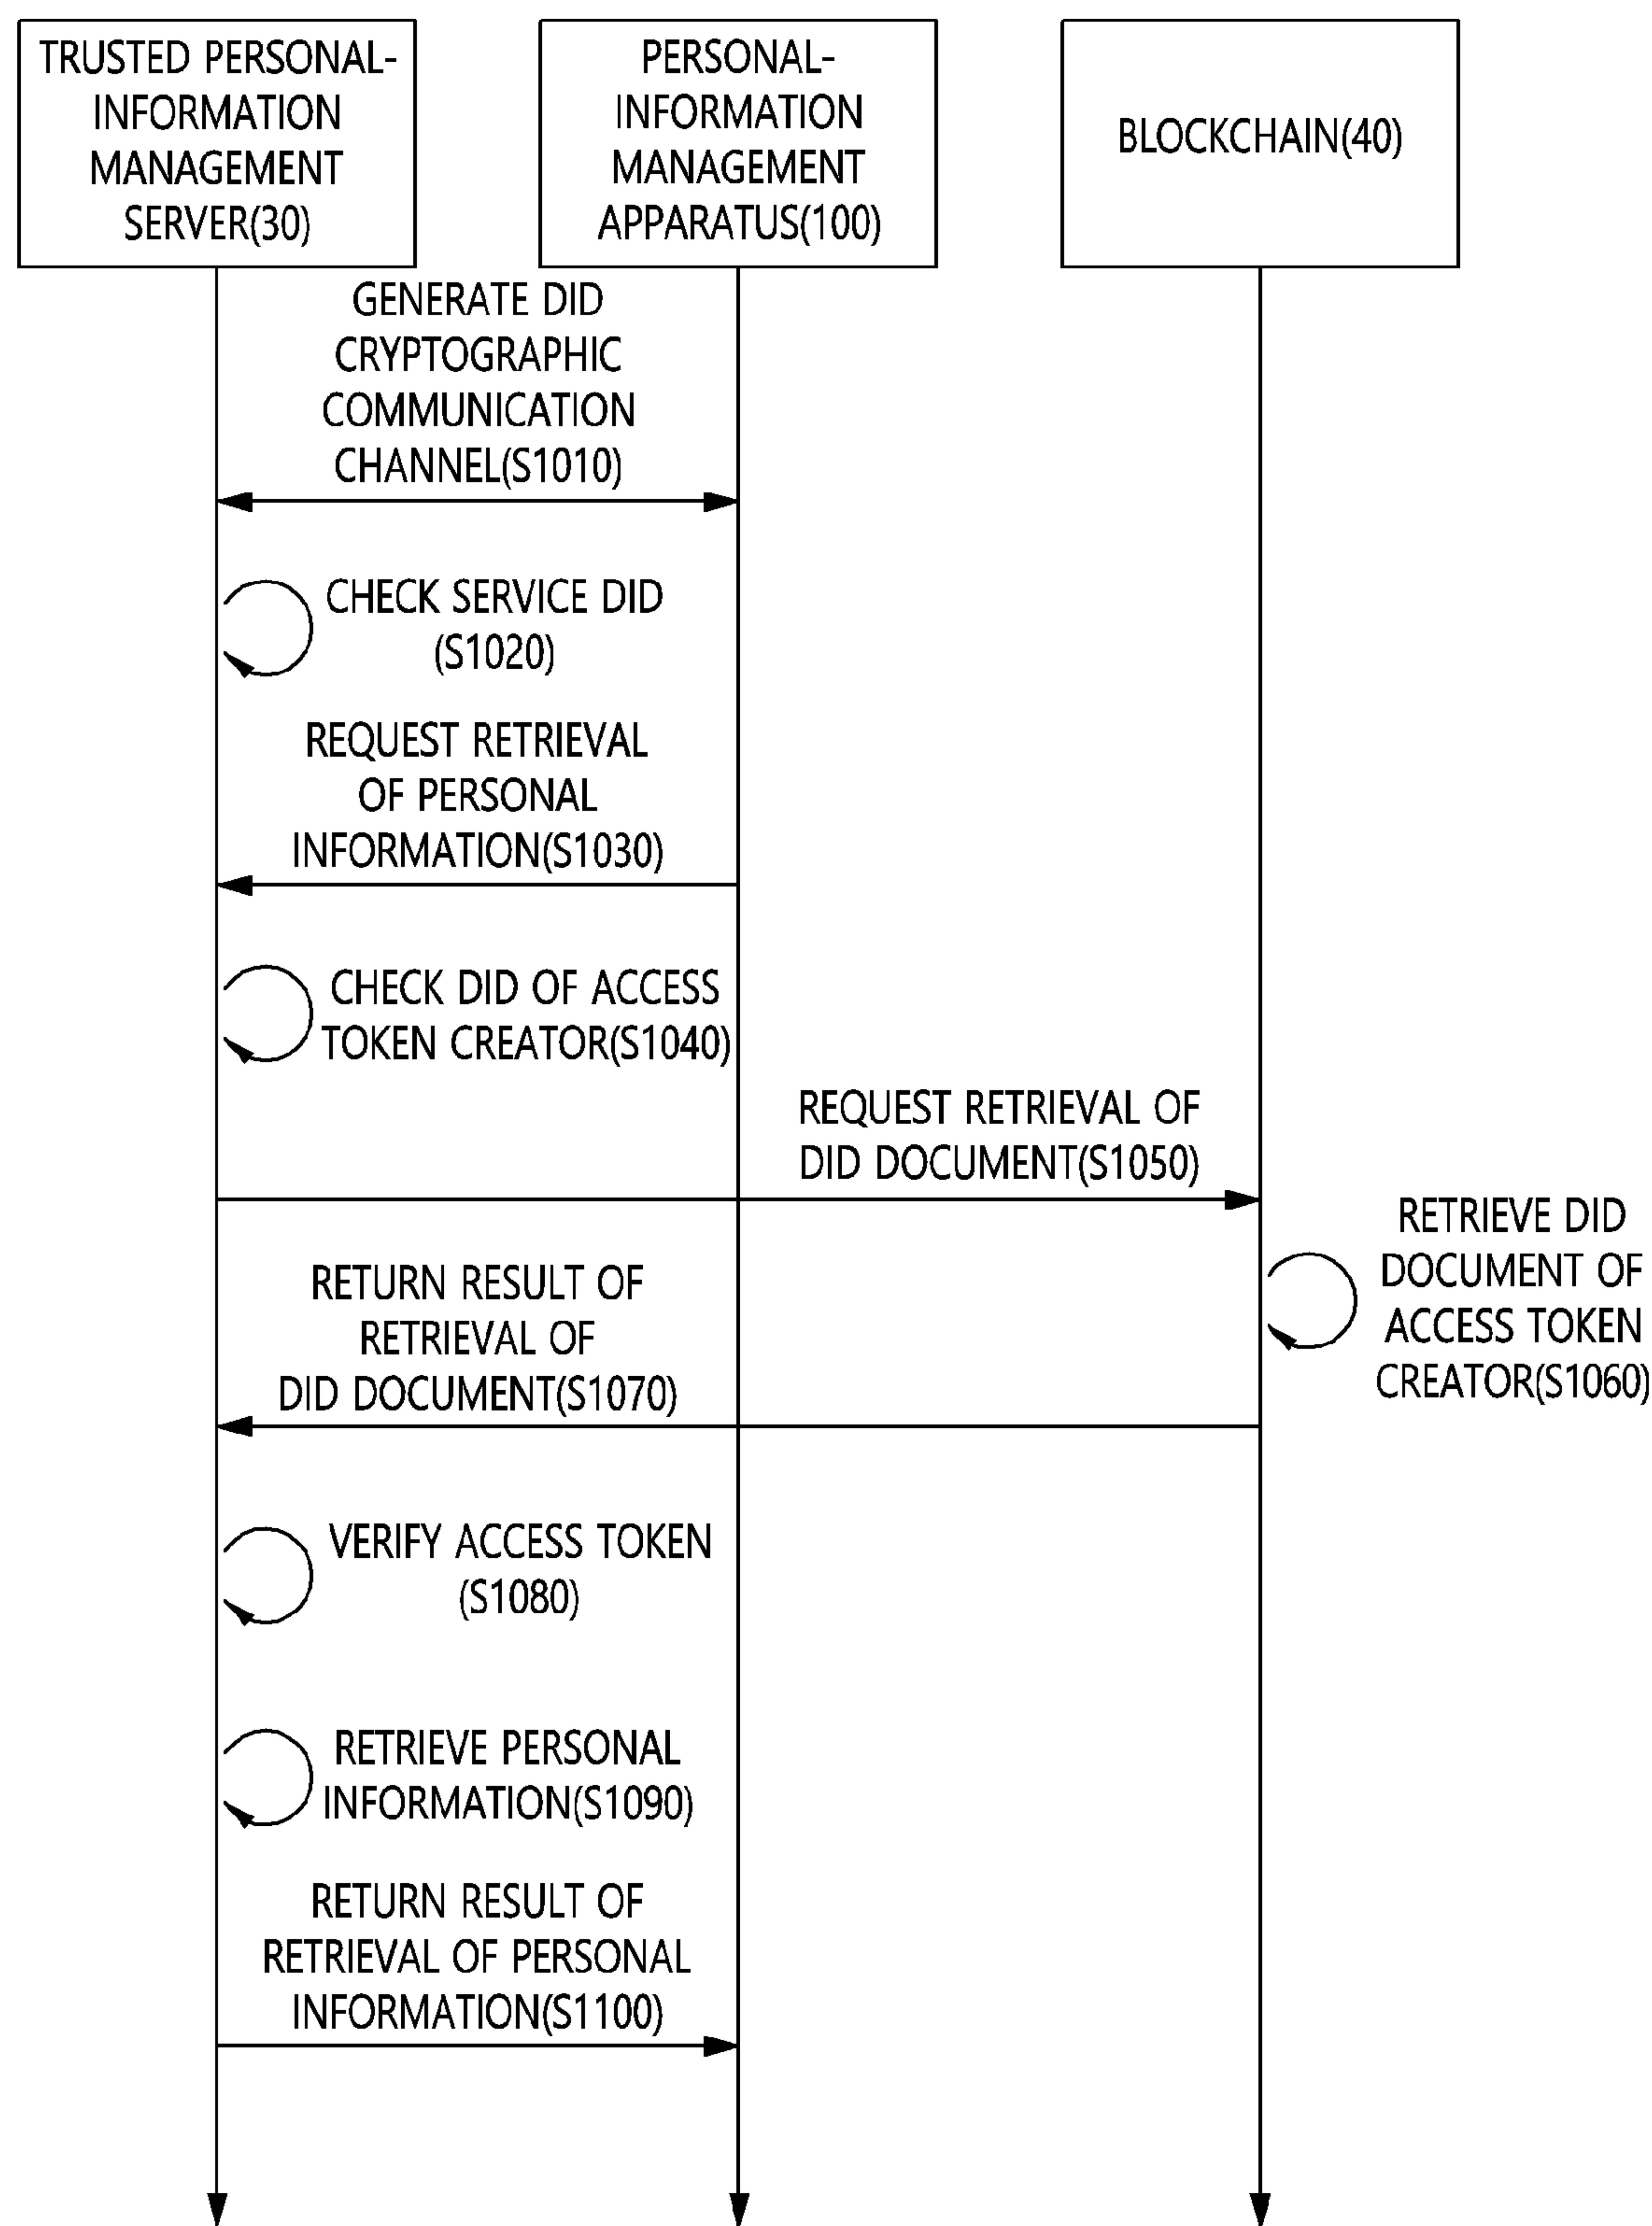 TRUSTED PERSONAL-
INFORMATION
MANAGEMENT
SERVER(30)
PERSONAL-
INFORMATION
MANAGEMENT
APPARATUS(100)
BLOCKCHAIN(40)
GENERATE DID
CRYPTOGRAPHIC
COMMUNICATION
CHANNEL(S1010)
CHECK SERVICE DID
(S1020)
REQUEST RETRIEVAL
OF PERSONAL
INFORMATION(S1030)
CHECK DID OF ACCESS
TOKEN CREATOR(S1040)
REQUEST RETRIEVAL OF
DID DOCUMENT(S1050)
RETRIEVE DID
DOCUMENT OF
ACCESS TOKEN
CREATOR(S1060)
RETURN RESULT OF
RETRIEVAL OF
DID DOCUMENT(S1070)
VERIFY ACCESS TOKEN
(S1080)
RETRIEVE PERSONAL
INFORMATION(S1090)
RETURN RESULT OF
RETRIEVAL OF PERSONAL
INFORMATION(S1100)